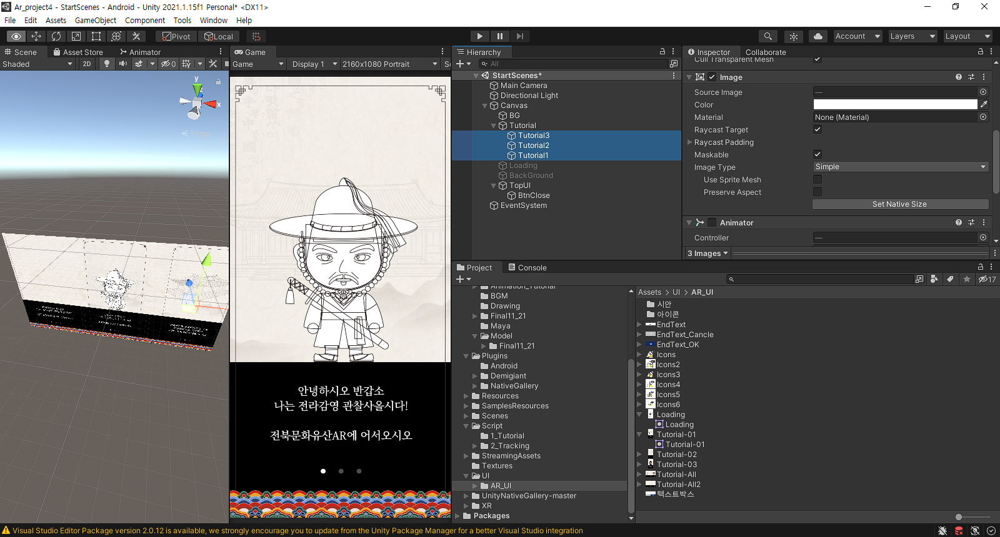 Ar_project4 - StartScenes - Android - Unity 2021.1.15f1 Personal* <DX11>
File Edit Assets GameObject Component Tools Window Help
Pivot Local Account Layers Layout
Scene Asset Store Animator
Shaded 2D 0
y
x
Persp
Game
Game Display 1 2160x1080 Portrait Sc
안녕하시오 반갑소
나는 전라감영 관찰사올시다!
전북문화유산AR에 어서오시오
Hierarchy
All
StartScenes*
Main Camera
Directional Light
Canvas
BG
Tutorial
Tutorial3
Tutorial2
Tutorial1
Loading
BackGround
TopUI
BtnClose
EventSystem
Inspector Collaborate
Cull Transparent Mesh
Image
Source Image —
Color
Material None (Material)
Raycast Target
Raycast Padding
Maskable
Image Type Simple
Use Sprite Mesh
Preserve Aspect
Set Native Size
Animator
Controller —
3 Images
Project Console
17
Animation_Tutorial
BGM
Drawing
Final11_21
Maya
Model
Final11_21
Plugins
Android
Demigiant
NativeGallery
Resources
SamplesResources
Scenes
Script
1_Tutorial
2_Tracking
StreamingAssets
Textures
UI
AR_UI
UnityNativeGallery-master
XR
Packages
Assets > UI > AR_UI
시안
아이콘
EndText
EndText_Cancle
EndText_OK
Icons
Icons2
Icons3
Icons4
Icons5
Icons6
Loading
Loading
Tutorial-01
Tutorial-01
Tutorial-02
Tutorial-03
Tutorial-All
Tutorial-All2
텍스트박스
Visual Studio Editor Package version 2.0.12 is available, we strongly encourage you to update from the Unity Package Manager for a better Visual Studio integration